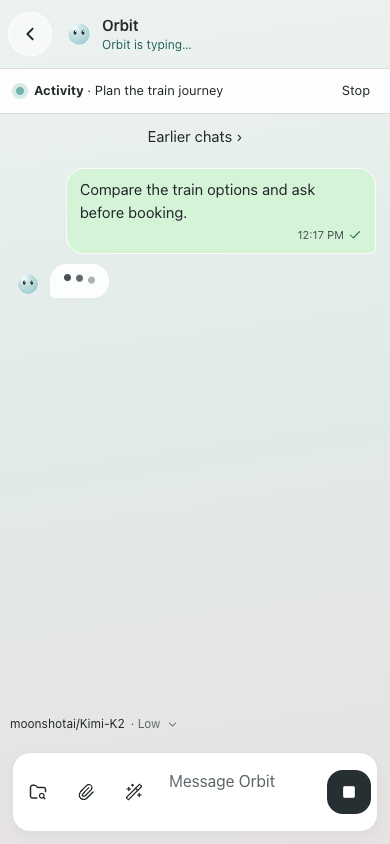 Orbit
Orbit is typing...
Activity · Plan the train journey
Stop
Earlier chats ›
Compare the train options and ask
before booking.
12:17 PM
moonshotai/Kimi-K2 · Low
Message Orbit